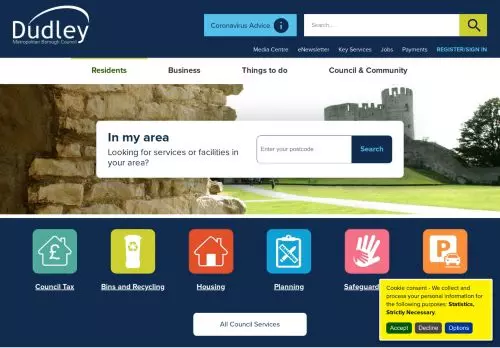 Dudley
Metropolitan Borough Council
Coronavirus Advice
Search...
Media Centre eNewsletter Key Services Jobs Payments REGISTER/SIGN IN
Residents Business Things to do Council & Community
In my area
Looking for services or facilities in
your area?
Enter your postcode
Search
Council Tax Bins and Recycling Housing Planning Safeguard
Cookie consent - We collect and
process your personal information for
the following purposes: Statistics,
Strictly Necessary.
Accept Decline Options
All Council Services